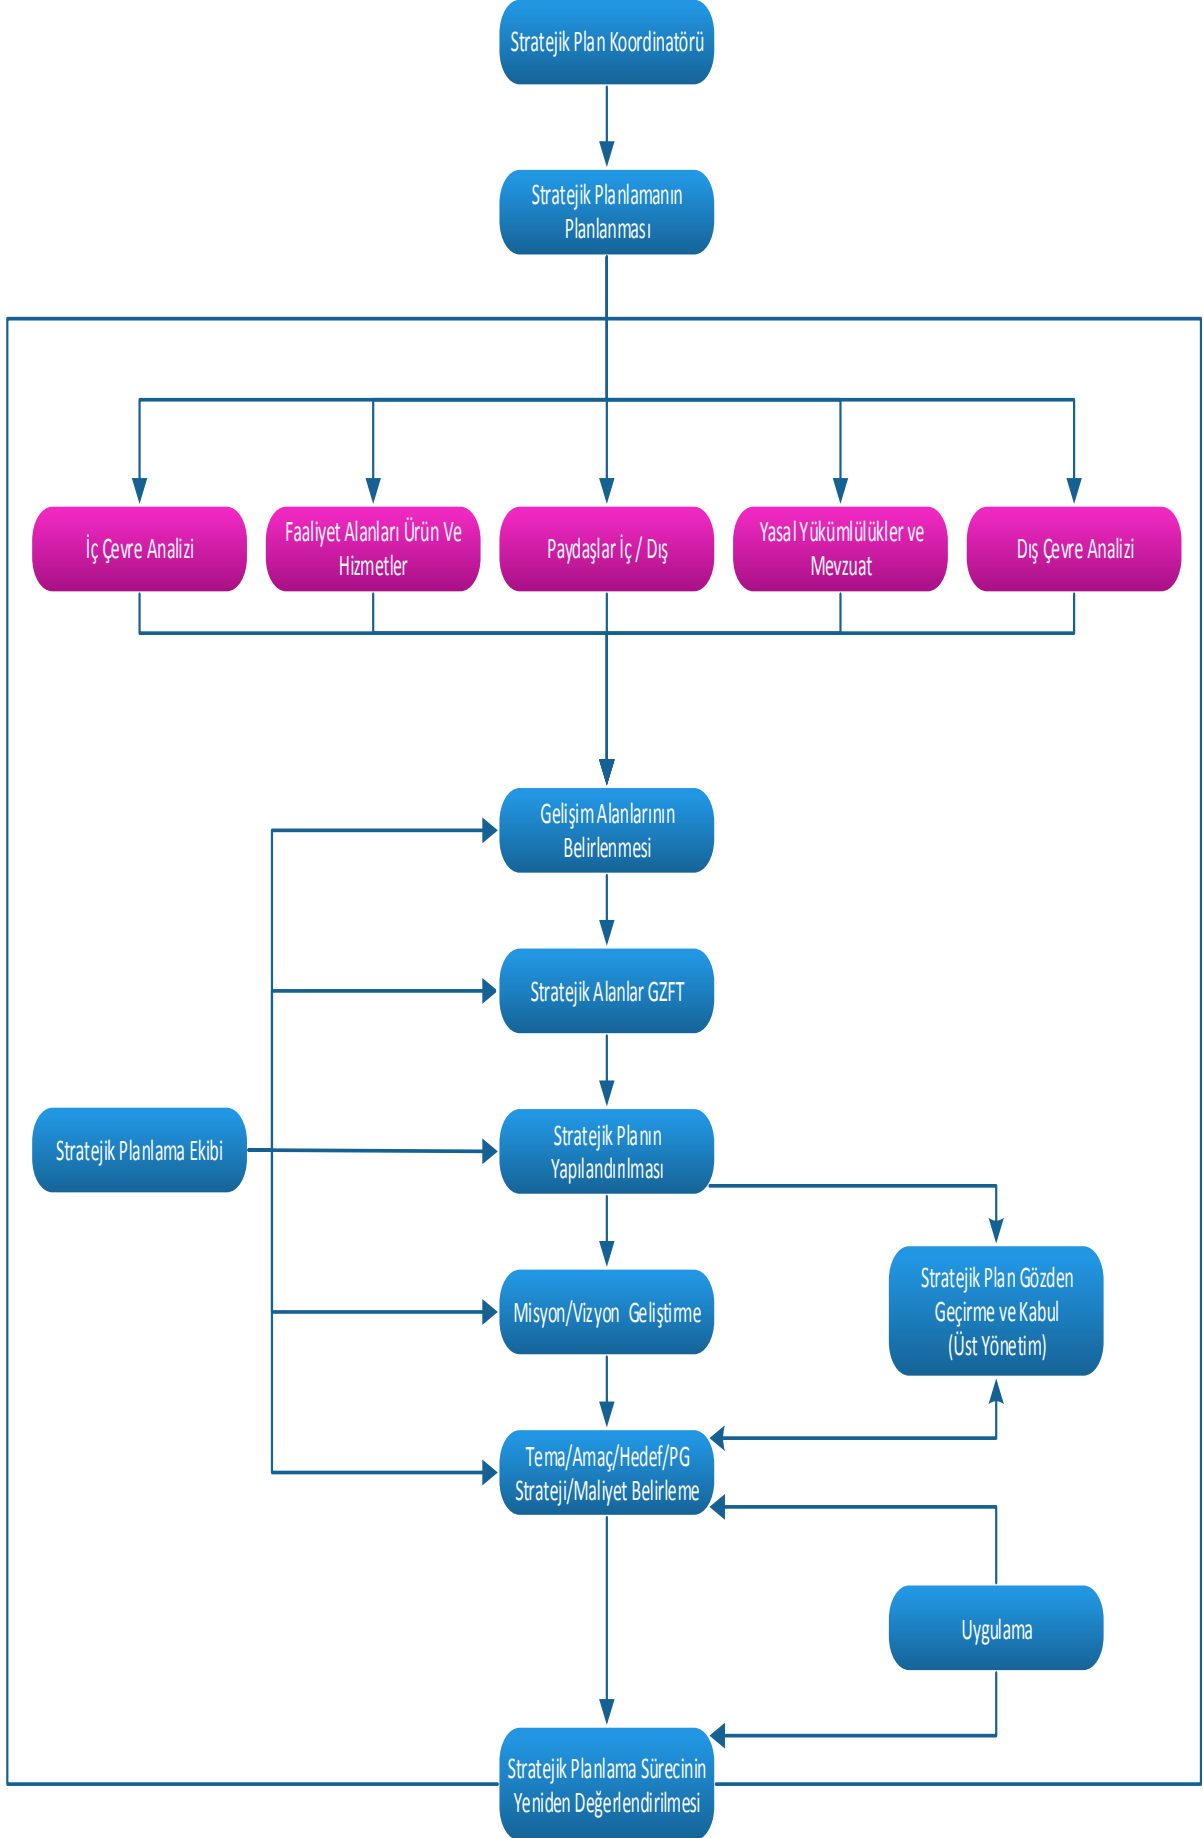 Stratejik Plan Koordinatörü
Stratejik Planlamanın
Planlanması
İç Çevre Analizi
Faaliyet Alanları Ürün Ve
Hizmetler
Paydaşlar İç / Dış
Yasal Yükümlülükler ve
Mevzuat
Dış Çevre Analizi
Gelişim Alanlarının
Belirlenmesi
Stratejik Alanlar GZFT
Stratejik Planlama Ekibi
Stratejik Planın
Yapılandırılması
Stratejik Plan Gözden
Geçirme ve Kabul
(Üst Yönetim)
Misyon/Vizyon Geliştirme
Tema/Amaç/Hedef/PG
Strateji/Maliyet Belirleme
Uygulama
Stratejik Planlama Sürecinin
Yeniden Değerlendirilmesi